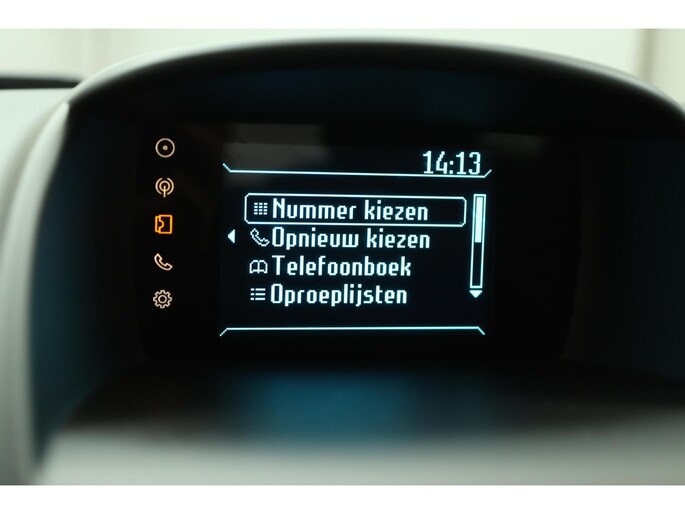 14:13
Nummer kiezen
Opnieuw kiezen
Telefoonboek
Oproeplijsten